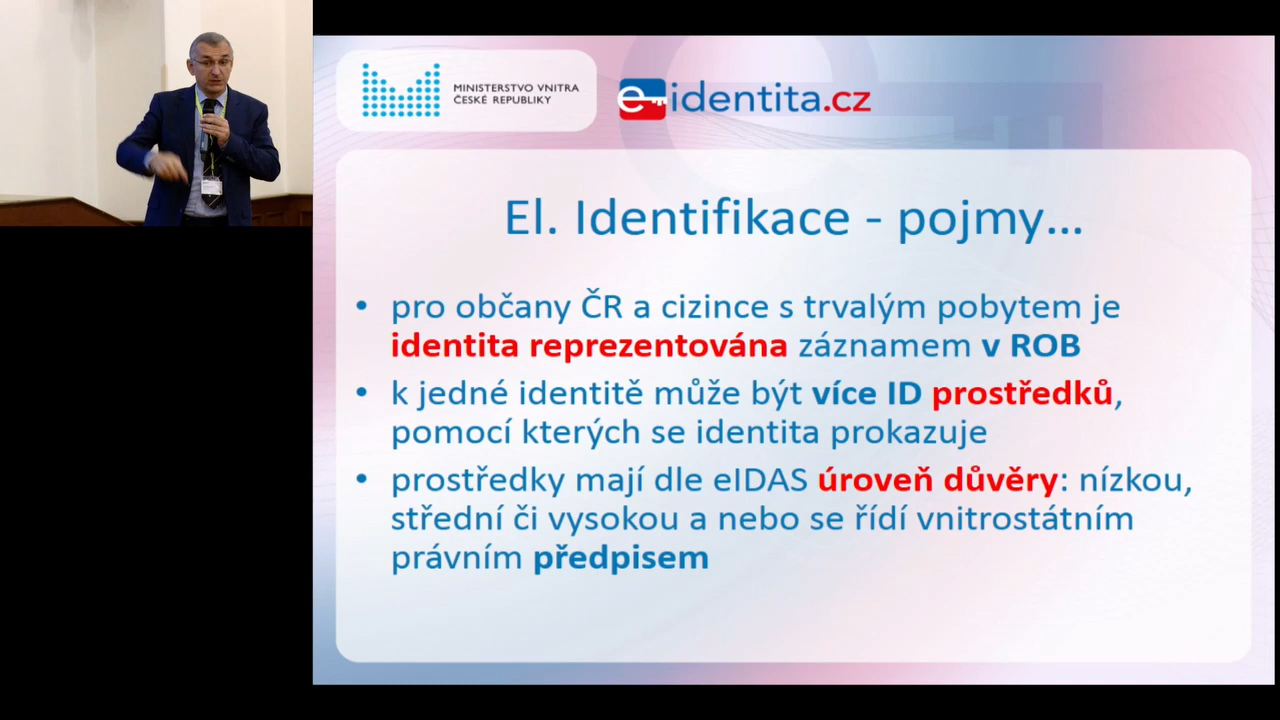 MINISTERSTVO VNITRA
ČESKÉ REPUBLIKY
e-identita.cz
El. Identifikace - pojmy...
• pro občany ČR a cizince s trvalým pobytem je
identita reprezentována záznamem v ROB
• k jedné identitě může být více ID prostředků,
pomocí kterých se identita prokazuje
• prostředky mají dle eIDAS úroveň důvěry: nízkou,
střední či vysokou a nebo se řídí vnitrostátním
právním předpisem